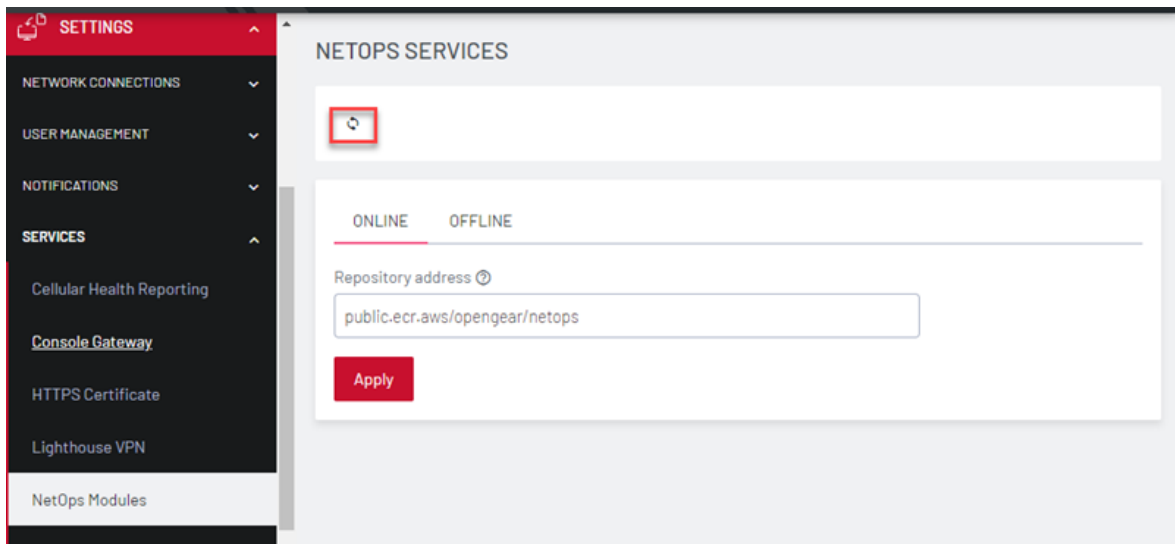 SETTINGS
NETWORK CONNECTIONS
USER MANAGEMENT
NOTIFICATIONS
SERVICES
Cellular Health Reporting
Console Gateway
HTTPS Certificate
Lighthouse VPN
NetOps Modules
NETOPS SERVICES
ONLINE OFFLINE
Repository address
public.ecr.aws/opengear/netops
Apply